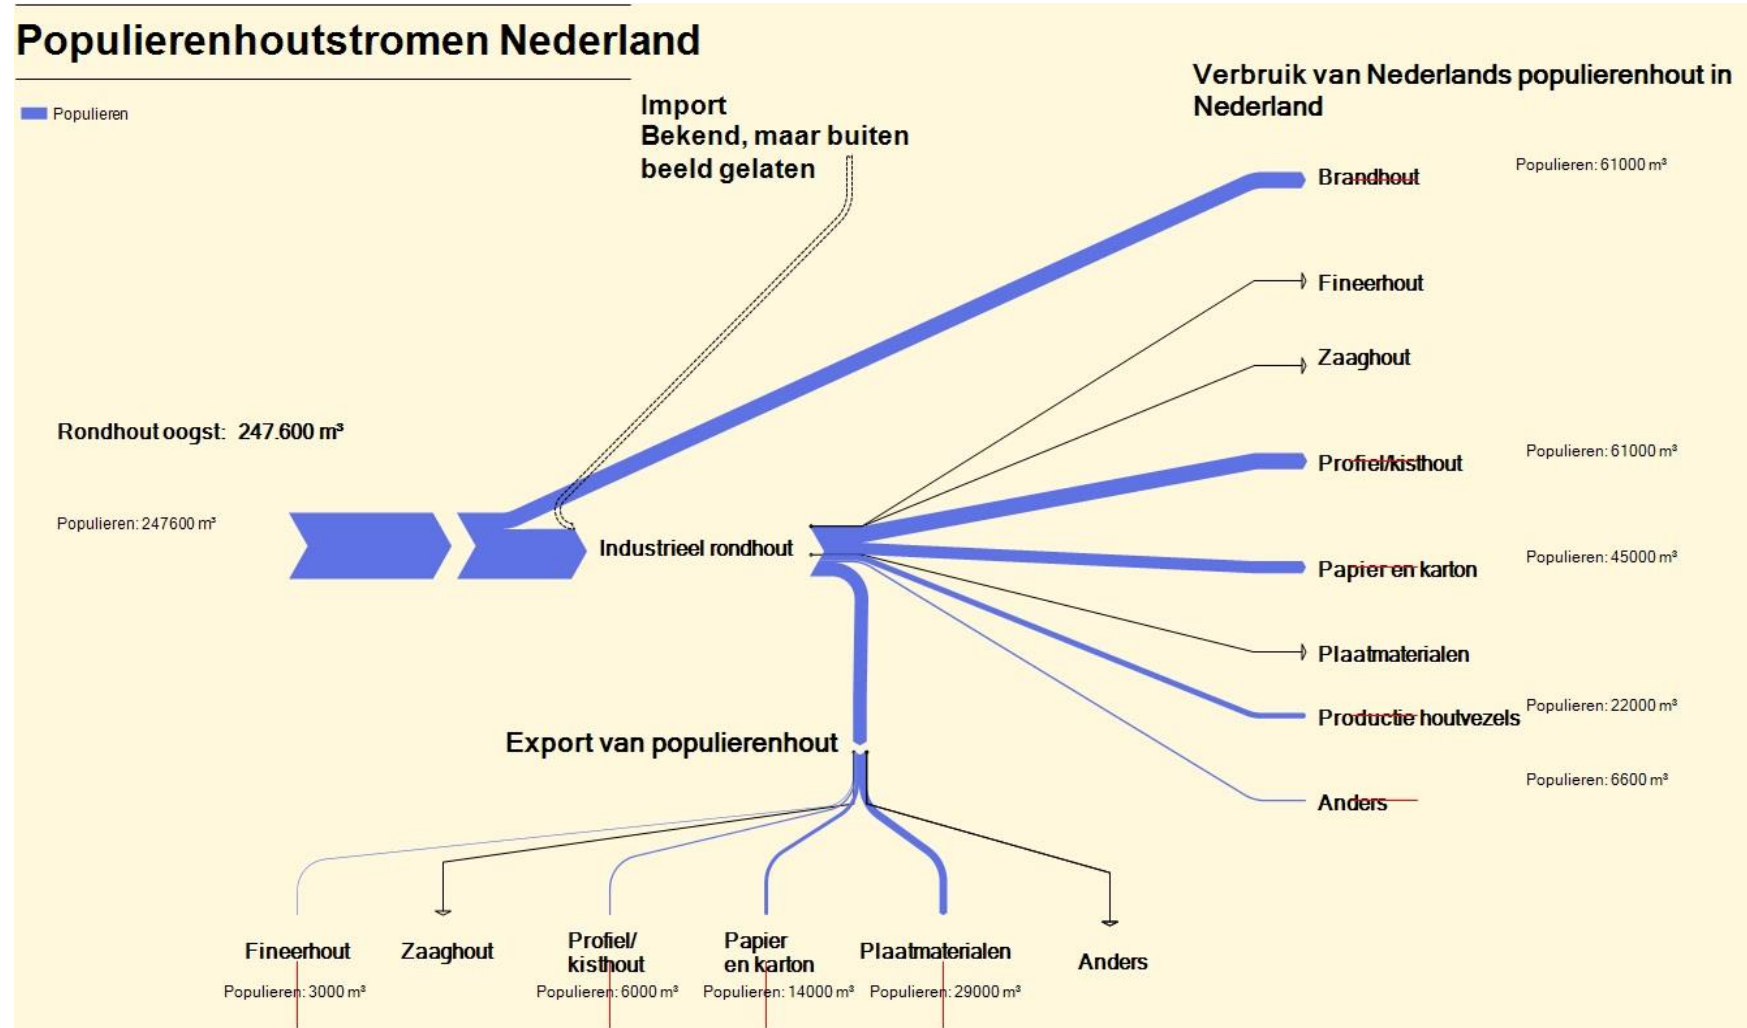 Populierenhoutstromen Nederland
Populieren
Import
Bekend, maar buiten
beeld gelaten
Verbruik van Nederlands populierenhout in
Nederland
Brandhout
Populieren: 61000 m³
Fineerhout
Zaaghout
Rondhout oogst: 247.600 m³
Populieren: 247600 m³
Profiel/kisthout
Populieren: 61000 m³
Industrieel rondhout
Papier en karton
Populieren: 45000 m³
Plaatmaterialen
Productie houtvezels
Populieren: 22000 m³
Anders
Populieren: 6600 m³
Export van populierenhout
Fineerhout
Populieren: 3000 m³
Zaaghout
Profiel/
kisthout
Populieren: 6000 m³
Papier
en karton
Populieren: 14000 m³
Plaatmaterialen
Populieren: 29000 m³
Anders